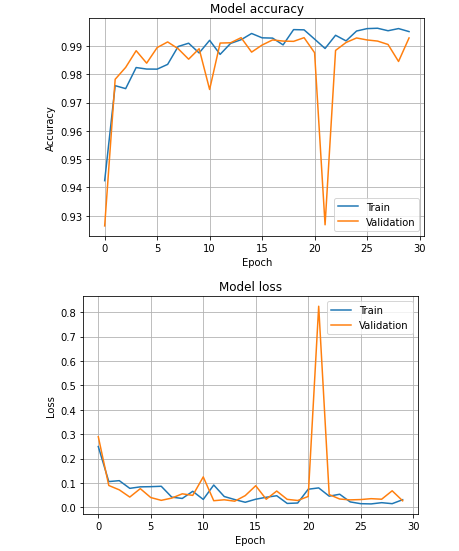 Model accuracy
0.99
0.98
0.97
0.96
0.95
0.94
0.93
Accuracy
Train
Validation
0 5 10 15 20 25 30
Epoch
Model loss
0.8
0.7
0.6
0.5
0.4
0.3
0.2
0.1
0.0
Loss
Train
Validation
0 5 10 15 20 25 30
Epoch